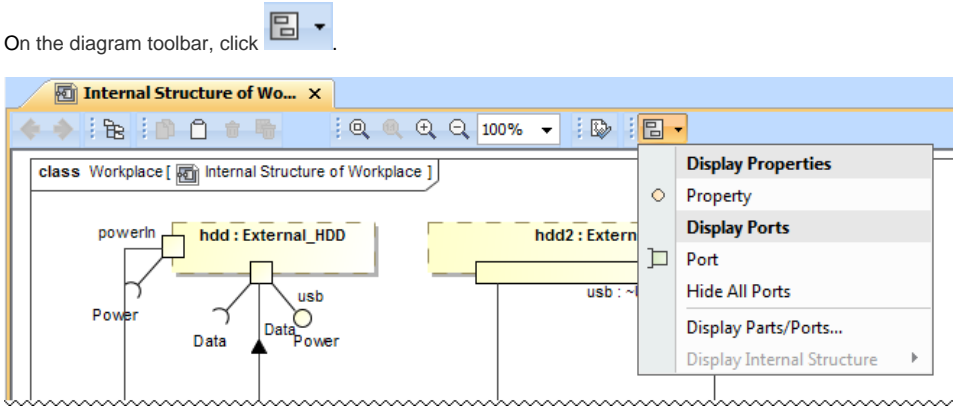 On the diagram toolbar, click .
Internal Structure of Wo... X
100%
Display Properties
class Workplace [ Internal Structure of Workplace ]
Property
powerIn
hdd : External_HDD
hdd2 : Extern
Display Ports
Port
usb
usb : ~
Hide All Ports
Power
Data
Data
Power
Display Parts/Ports...
Display Internal Structure